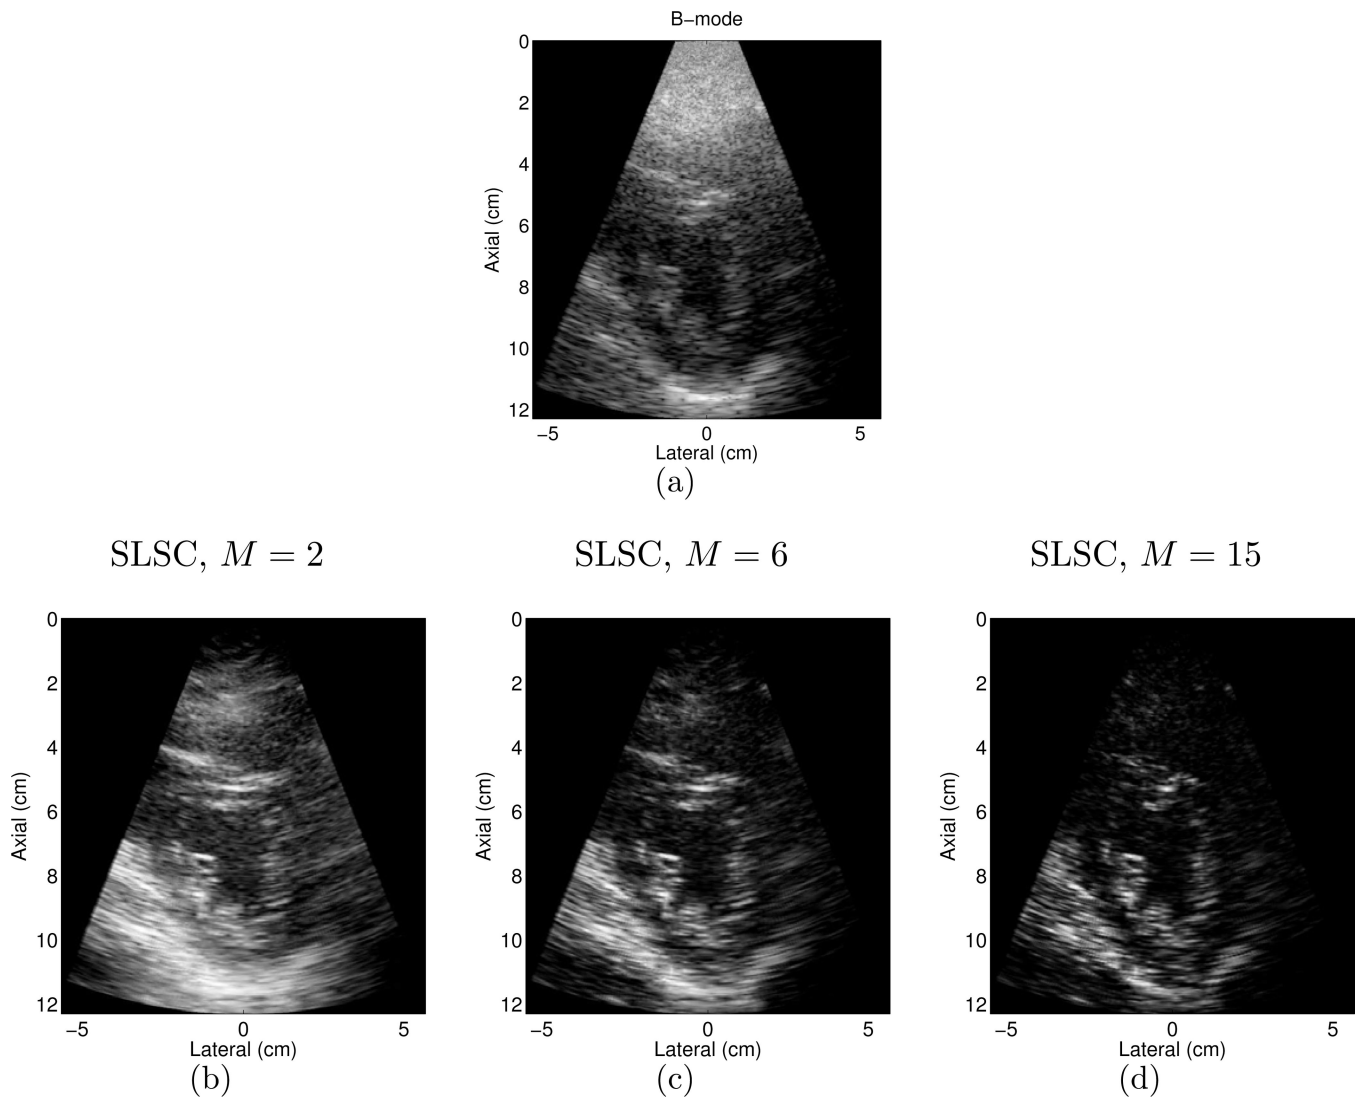 B−mode
0
2
4
6
8
10
12
Axial (cm)
−5 0 5
Lateral (cm)
(a)
SLSC, M = 2 SLSC, M = 6 SLSC, M = 15
0
2
4
6
8
10
12
Axial (cm)
−5 0 5
Lateral (cm)
(b)
0
2
4
6
8
10
12
Axial (cm)
−5 0 5
Lateral (cm)
(c)
0
2
4
6
8
10
12
Axial (cm)
−5 0 5
Lateral (cm)
(d)